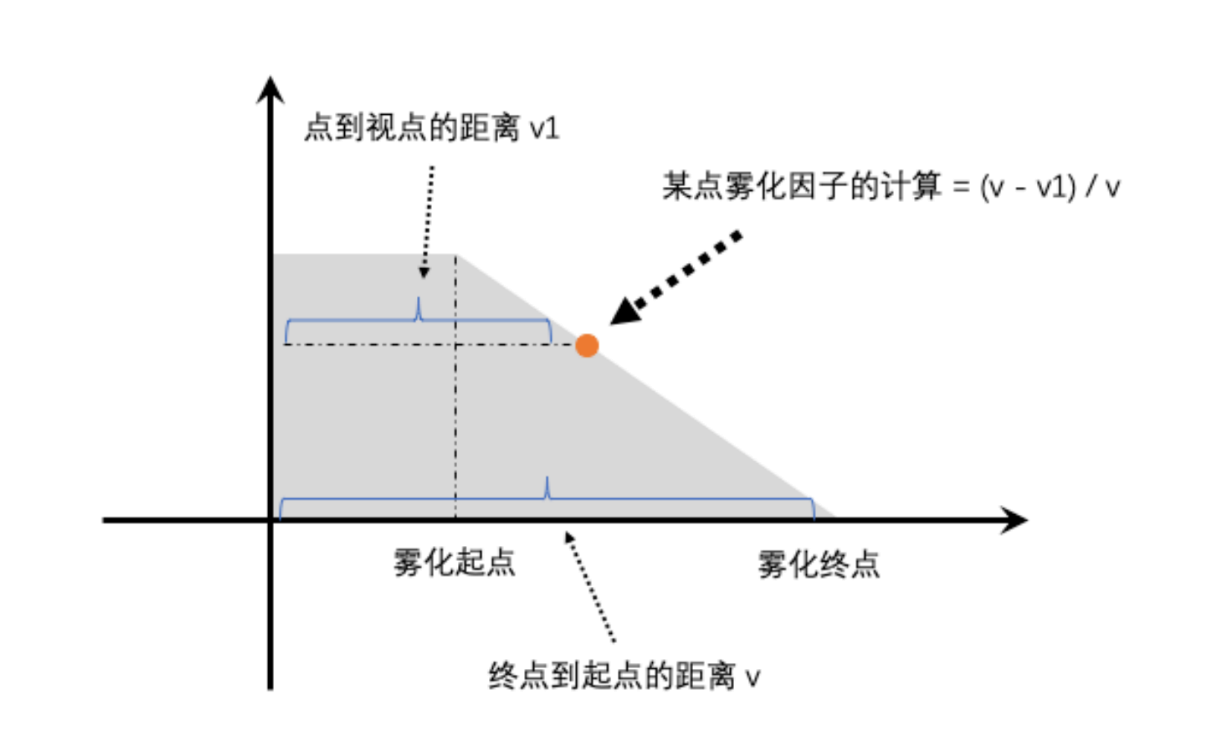 点到视点的距离 v1
某点雾化因子的计算 = (v - v1) / v
雾化起点
雾化终点
终点到起点的距离 v